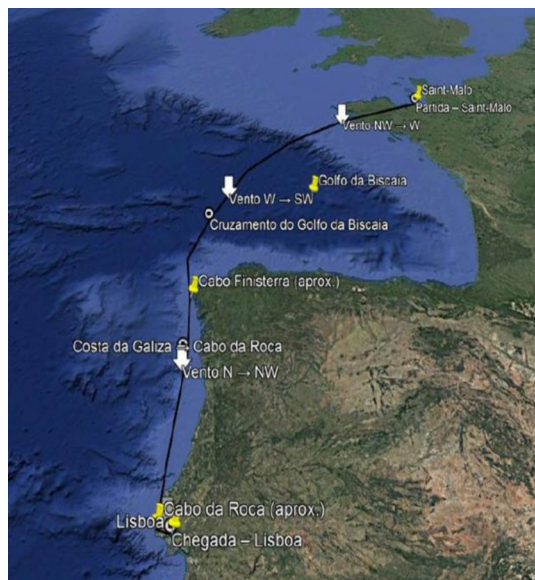 Saint-Malo
Partida – Saint-Malo
Vento NW → W
Golfo da Biscaia
Vento W → SW
Cruzamento do Golfo da Biscaia
Cabo Finisterra (aprox.)
Costa da Galiza → Cabo da Roca
Vento N → NW
Cabo da Roca (aprox.)
Lisboa
Chegada – Lisboa